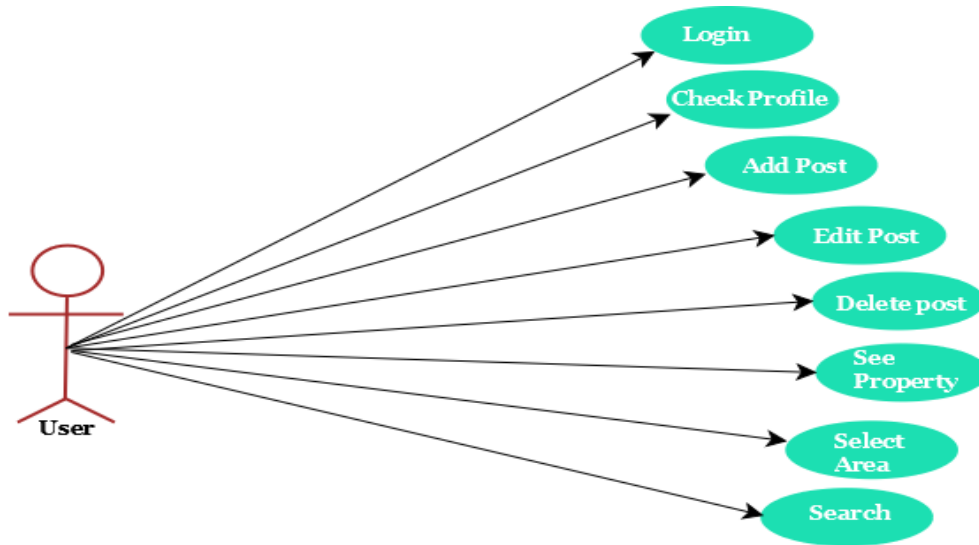 Login
Check Profile
Add Post
Edit Post
Delete post
See
Property
Select
Area
Search
User